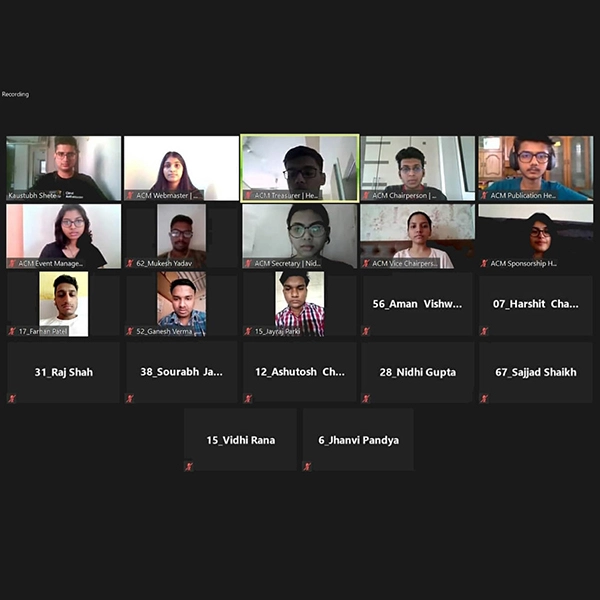 Recording
Kaustubh Shete
ACM Webmaster | ...
ACM Treasurer | He...
ACM Chairperson | ...
ACM Publication He...
ACM Event Manage...
62_Mukesh Yadav
ACM Secretary | Nid...
ACM Vice Chairpers...
ACM Sponsorship H...
17_Farhan Patel
52_Ganesh Verma
15_Jayraj Parki
56_Aman Vishw...
07_Harshit Cha...
31_Raj Shah
38_Sourabh Ja...
12_Ashutosh Ch...
28_Nidhi Gupta
67_Sajjad Shaikh
15_Vidhi Rana
6_Jhanvi Pandya